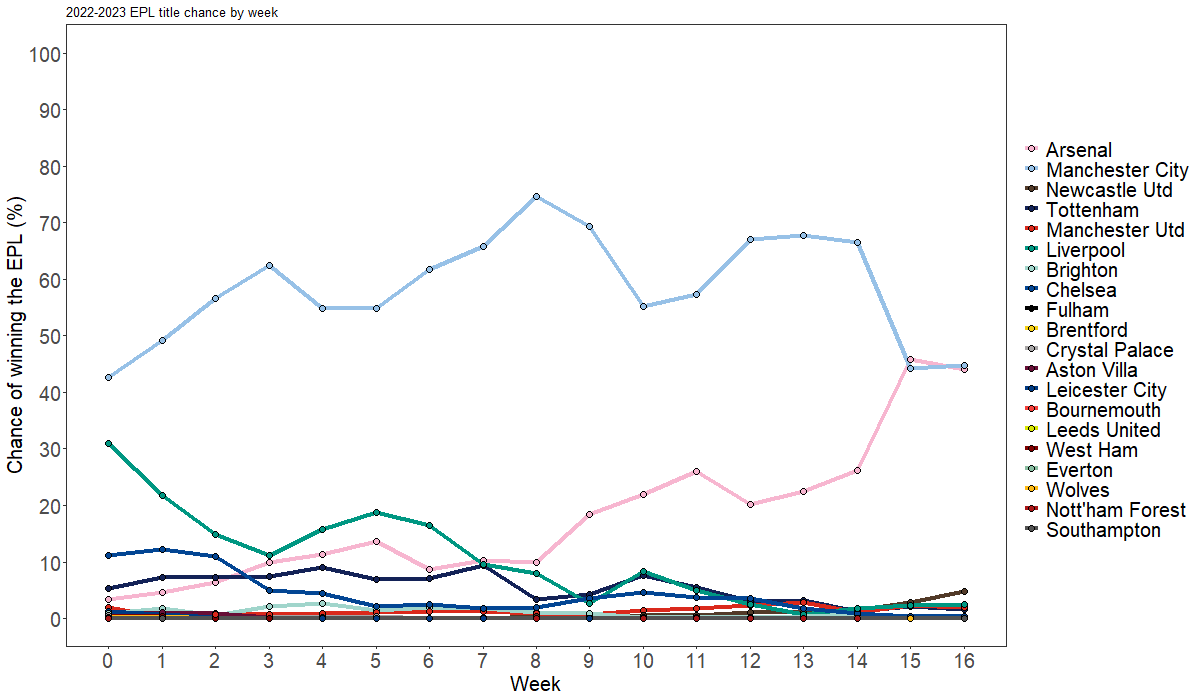 2022-2023 EPL title chance by week
Chance of winning the EPL (%)
100
90
80
70
60
50
40
30
20
10
0
0 1 2 3 4 5 6 7 8 9 10 11 12 13 14 15 16
Week
Arsenal
Manchester City
Newcastle Utd
Tottenham
Manchester Utd
Liverpool
Brighton
Chelsea
Fulham
Brentford
Crystal Palace
Aston Villa
Leicester City
Bournemouth
Leeds United
West Ham
Everton
Wolves
Nott'ham Forest
Southampton